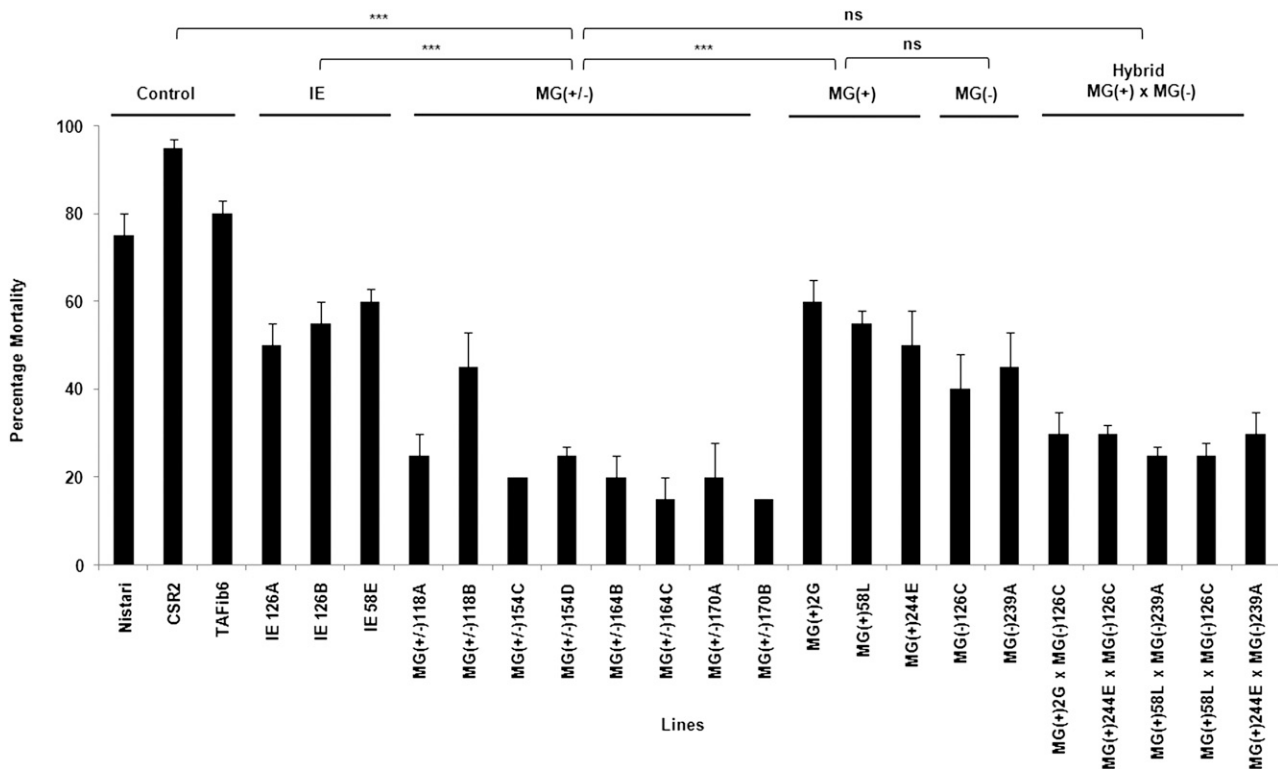 *** ns
*** *** ns
Control IE MG(+/-) MG(+) MG(-) Hybrid
MG(+) x MG(-)
Percentage Mortality
100
80
60
40
20
0
Nistari
CSR2
TAFib6
IE 126A
IE 126B
IE 58E
MG(+/-)118A
MG(+/-)118B
MG(+/-)154C
MG(+/-)154D
MG(+/-)164B
MG(+/-)164C
MG(+/-)170A
MG(+/-)170B
MG(+)2G
MG(+)58L
MG(+)244E
MG(-)126C
MG(-)239A
MG(+)2G x MG(-)126C
MG(+)244E x MG(-)126C
MG(+)58L x MG(-)239A
MG(+)58L x MG(-)126C
MG(+)244E x MG(-)239A
Lines